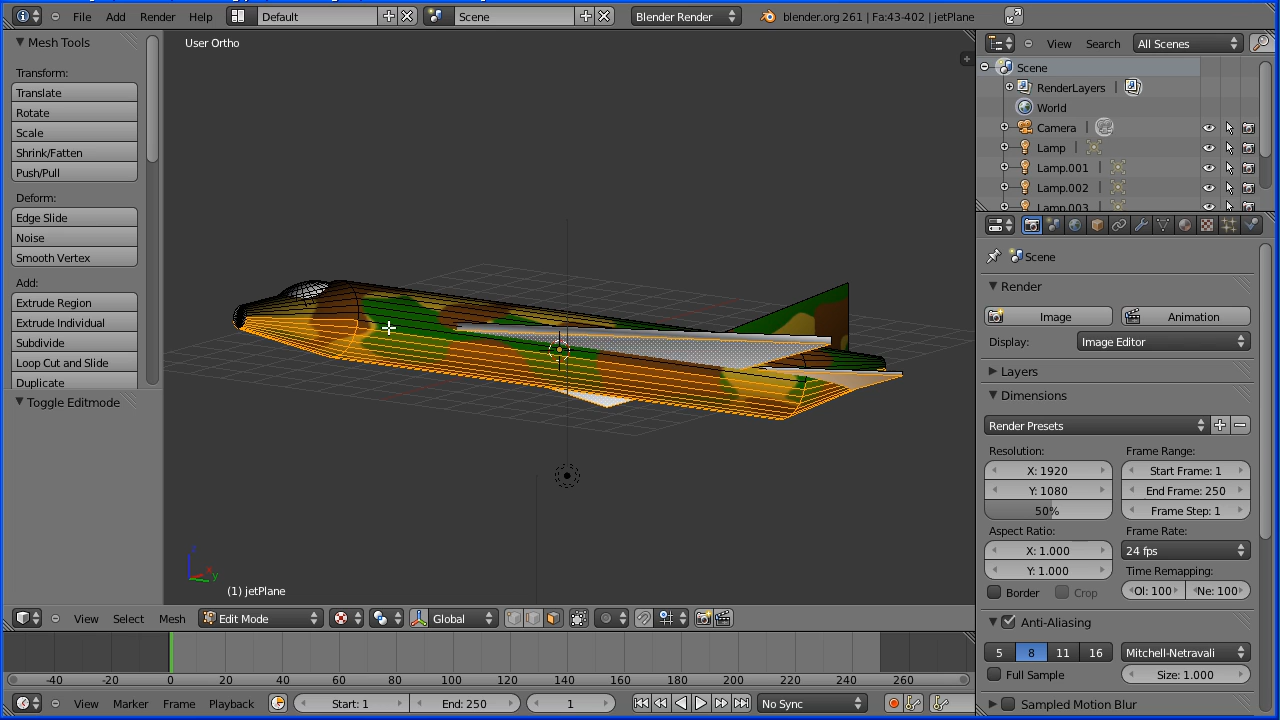 File Add Render Help Default Scene Blender Render blender.org 261 | Fa:43-402 | jetPlane
Mesh Tools
Transform:
Translate
Rotate
Scale
Shrink/Fatten
Push/Pull
Deform:
Edge Slide
Noise
Smooth Vertex
Add:
Extrude Region
Extrude Individual
Subdivide
Loop Cut and Slide
Duplicate
Toggle Editmode
User Ortho
z
x
y
(1) jetPlane
View Select Mesh Edit Mode Global
-40 -20 0 20 40 60 80 100 120 140 160 180 200 220 240 260
View Marker Frame Playback Start: 1 End: 250 1 No Sync
View Search All Scenes
Scene
RenderLayers |
World
Camera |
Lamp |
Lamp.001 |
Lamp.002 |
Lamp.003 |
Scene
Render
Image Animation
Display: Image Editor
Layers
Dimensions
Render Presets
Resolution: Frame Range:
X: 1920 Start Frame: 1
Y: 1080 End Frame: 250
50% Frame Step: 1
Aspect Ratio: Frame Rate:
X: 1.000 24 fps
Y: 1.000 Time Remapping:
Border Crop Ol: 100 Ne: 100
Anti-Aliasing
5 8 11 16 Mitchell-Netravali
Full Sample Size: 1.000
Sampled Motion Blur